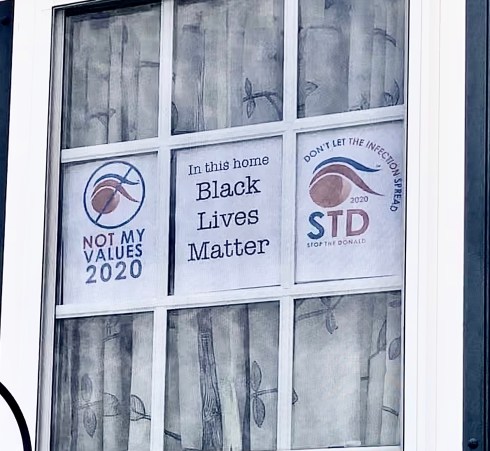 NOT MY
VALUES
2020
In this home
Black
Lives
Matter
DON'T LET THE INFECTION SPREAD
2020
STD
STOP THE DONALD